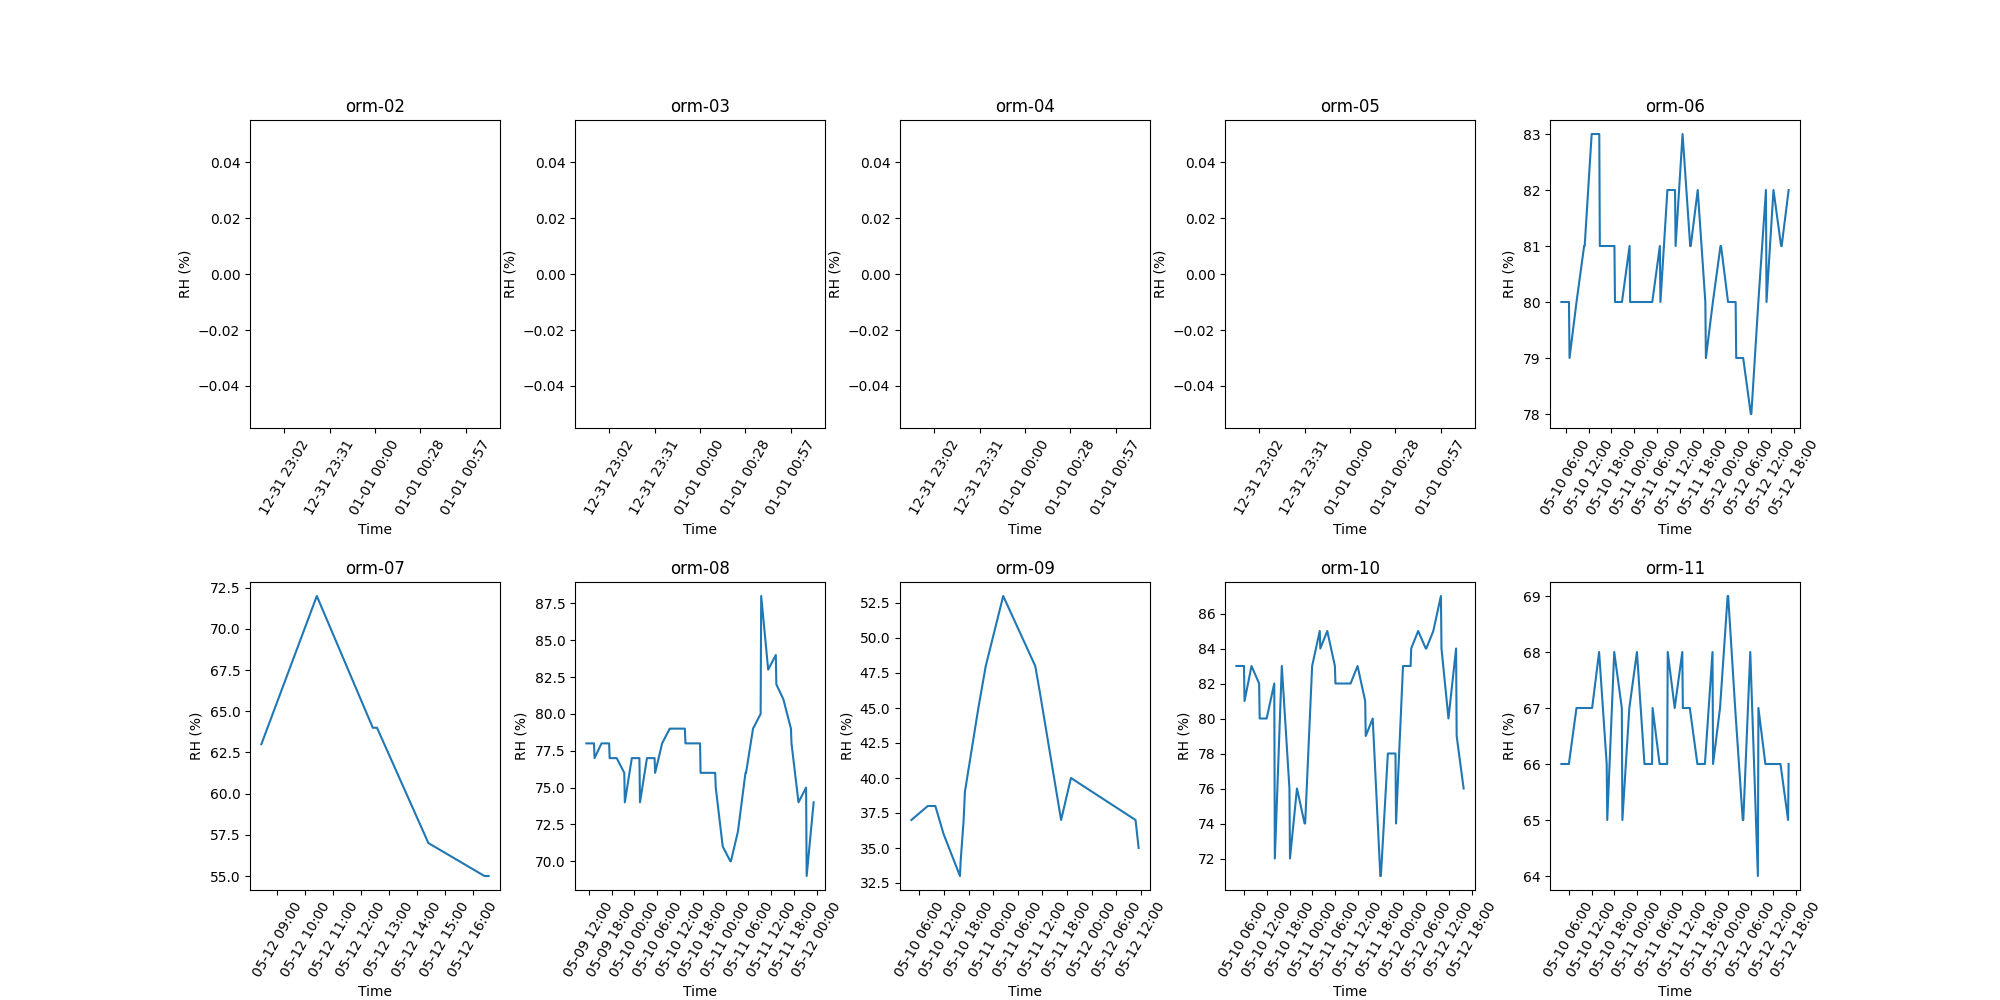 orm-02 orm-03 orm-04 orm-05 orm-06
0.04 0.04 0.04 0.04 83
82
0.02 0.02 0.02 0.02
81
RH (%) 0.00 RH (%) 0.00 RH (%) 0.00 RH (%) 0.00 RH (%)
80
−0.02 −0.02 −0.02 −0.02
79
−0.04 −0.04 −0.04 −0.04
78
12-31 23:02 12-31 23:31 01-01 00:00 01-01 00:28 01-01 00:57 12-31 23:02 12-31 23:31 01-01 00:00 01-01 00:28 01-01 00:57 12-31 23:02 12-31 23:31 01-01 00:00 01-01 00:28 01-01 00:57 12-31 23:02 12-31 23:31 01-01 00:00 01-01 00:28 01-01 00:57 05-10 06:00 05-10 12:00 05-10 18:00 05-11 00:00 05-11 06:00 05-11 12:00 05-11 18:00 05-12 00:00 05-12 06:00 05-12 12:00 05-12 18:00
Time Time Time Time Time
orm-07
72.5
70.0
67.5
65.0
RH (%)
62.5
60.0
57.5
55.0
05-12 09:00 05-12 10:00 05-12 11:00 05-12 12:00 05-12 13:00 05-12 14:00 05-12 15:00 05-12 16:00
Time
orm-08
87.5
85.0
82.5
80.0
RH (%)
77.5
75.0
72.5
70.0
05-09 12:00 05-09 18:00 05-10 00:00 05-10 06:00 05-10 12:00 05-10 18:00 05-11 00:00 05-11 06:00 05-11 12:00 05-11 18:00 05-12 00:00
Time
orm-09
52.5
50.0
47.5
45.0
RH (%)
42.5
40.0
37.5
35.0
32.5
05-10 06:00 05-10 12:00 05-10 18:00 05-11 00:00 05-11 06:00 05-11 12:00 05-11 18:00 05-12 00:00 05-12 06:00 05-12 12:00
Time
orm-10
86
84
82
80
RH (%)
78
76
74
72
05-10 06:00 05-10 12:00 05-10 18:00 05-11 00:00 05-11 06:00 05-11 12:00 05-11 18:00 05-12 00:00 05-12 06:00 05-12 12:00 05-12 18:00
Time
orm-11
69
68
67
RH (%)
66
65
64
05-10 06:00 05-10 12:00 05-10 18:00 05-11 00:00 05-11 06:00 05-11 12:00 05-11 18:00 05-12 00:00 05-12 06:00 05-12 12:00 05-12 18:00
Time